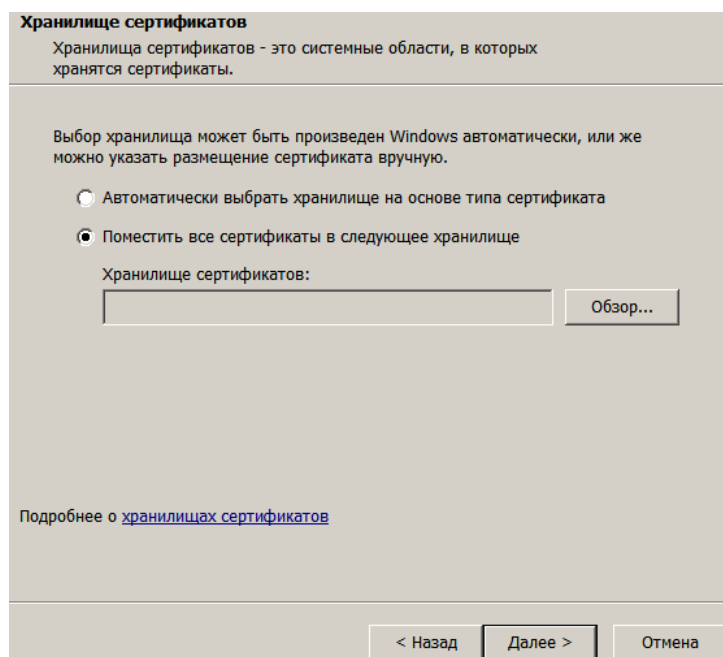 Хранилище сертификатов
Хранилища сертификатов - это системные области, в которых
хранятся сертификаты.
Выбор хранилища может быть произведен Windows автоматически, или же
можно указать размещение сертификата вручную.
Автоматически выбрать хранилище на основе типа сертификата
Поместить все сертификаты в следующее хранилище
Хранилище сертификатов:
Обзор...
Подробнее о хранилищах сертификатов
< Назад Далее > Отмена